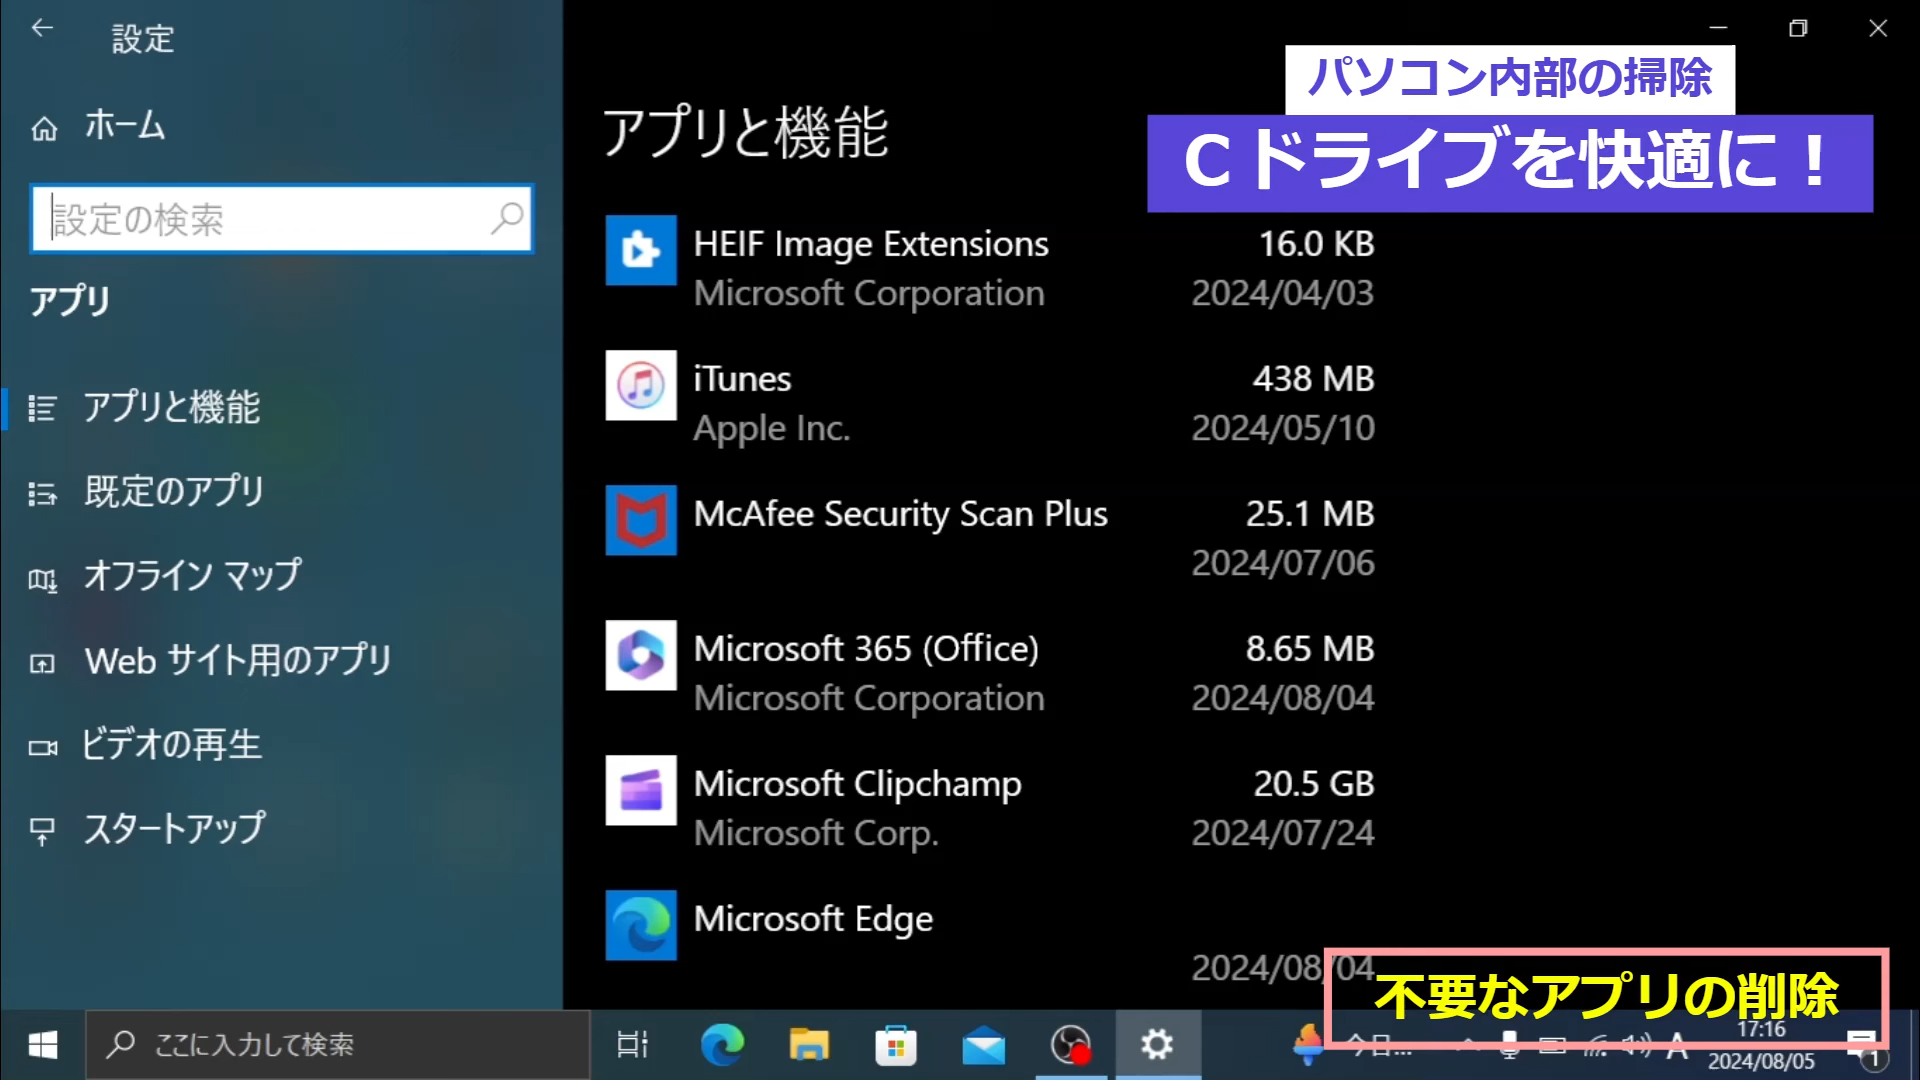 設定
パソコン内部の掃除
Cドライブを快適に！
ホーム
設定の検索
アプリ
アプリと機能
既定のアプリ
オフライン マップ
Web サイト用のアプリ
ビデオの再生
スタートアップ
アプリと機能
HEIF Image Extensions 16.0 KB
Microsoft Corporation 2024/04/03
iTunes 438 MB
Apple Inc. 2024/05/10
McAfee Security Scan Plus 25.1 MB
2024/07/06
Microsoft 365 (Office) 8.65 MB
Microsoft Corporation 2024/08/04
Microsoft Clipchamp 20.5 GB
Microsoft Corp. 2024/07/24
Microsoft Edge
2024/08/04
不要なアプリの削除
ここに入力して検索
今日...
A
17:16
2024/08/05
1